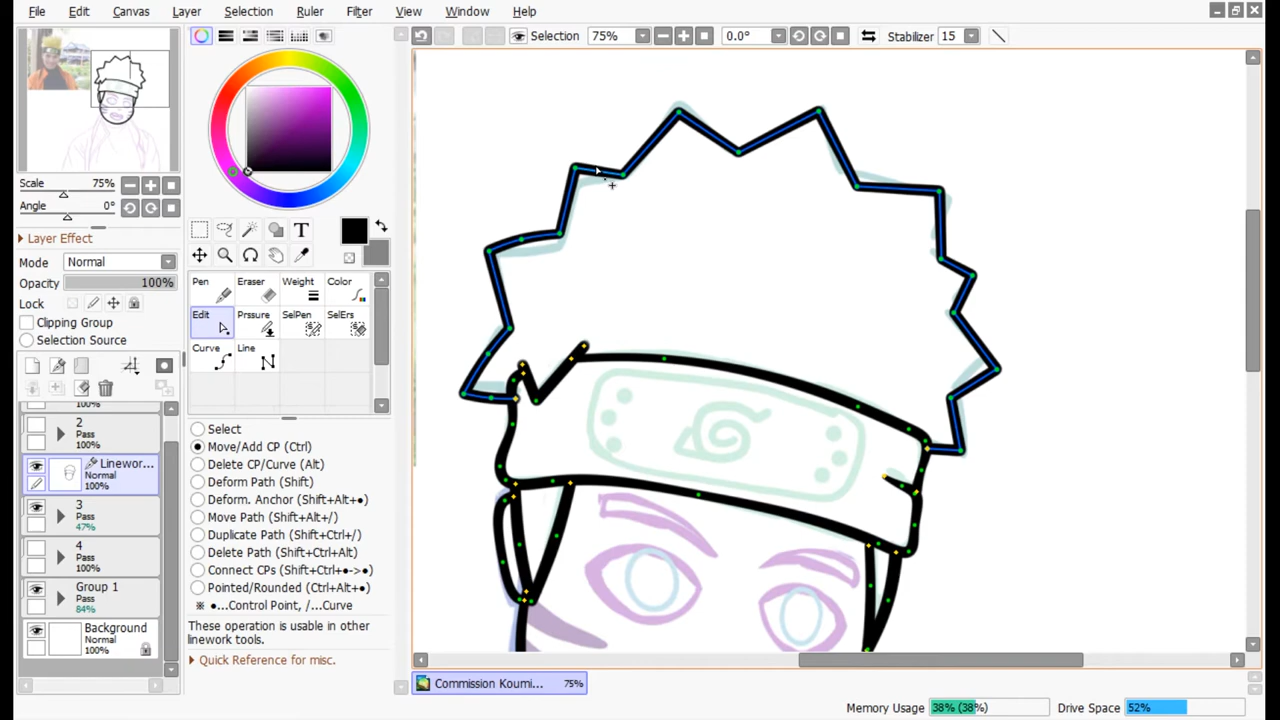 File Edit Canvas Layer Selection Ruler Filter View Window Help
Selection 75% 0.0° Stabilizer 15
Scale 75%
Angle 0°
Layer Effect
Mode Normal
Opacity 100%
Lock
Clipping Group
Selection Source
100%
2
Pass
100%
Linewor...
Normal
100%
3
Pass
47%
4
Pass
100%
Group 1
Pass
84%
Background
Normal
100%
T
Pen Eraser Weight Color
Edit Prssure SelPen SelErs
Curve Line
Select
Move/Add CP (Ctrl)
Delete CP/Curve (Alt)
Deform Path (Shift)
Deform. Anchor (Shift+Alt+●)
Move Path (Shift+Alt+/)
Duplicate Path (Shift+Ctrl+/)
Delete Path (Shift+Ctrl+Alt)
Connect CPs (Shift+Ctrl+●->●)
Pointed/Rounded (Ctrl+Alt+●)
※ ●...Control Point, /...Curve
These operation is usable in other
linework tools.
Quick Reference for misc.
Commission Koumi... 75%
Memory Usage 38% (38%) Drive Space 52%